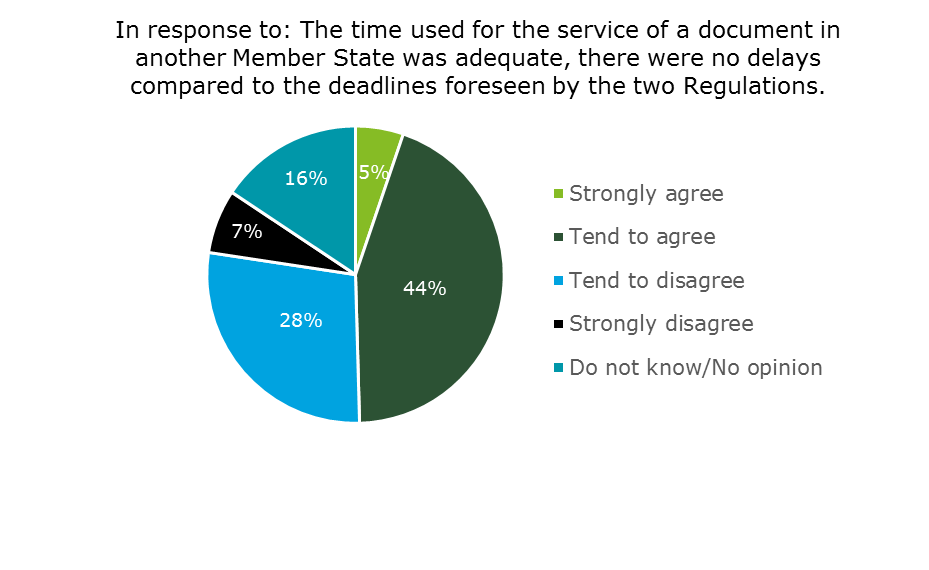 In response to: The time used for the service of a document in
another Member State was adequate, there were no delays
compared to the deadlines foreseen by the two Regulations.
5%
16%
7%
44%
28%
Strongly agree
Tend to agree
Tend to disagree
Strongly disagree
Do not know/No opinion